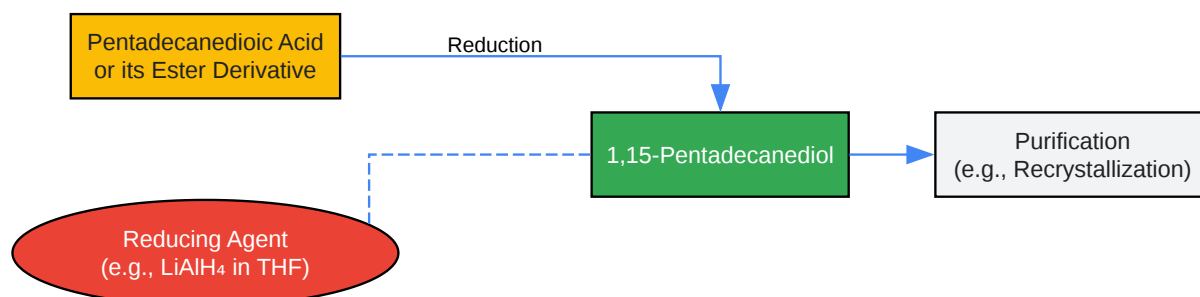 Pentadecanedioic Acid
or its Ester Derivative
Reduction
1,15-Pentadecanediol
Purification
(e.g., Recrystallization)
Reducing Agent
(e.g., LiAlH₄ in THF)